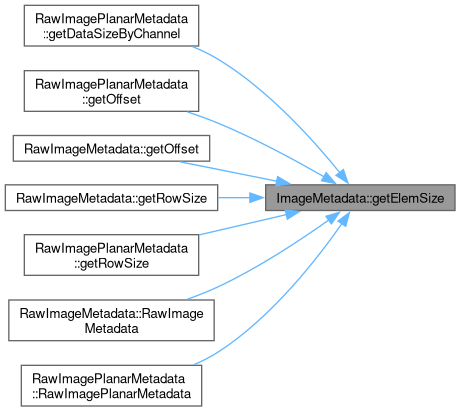 RawImagePlanarMetadata
::getDataSizeByChannel
RawImagePlanarMetadata
::getOffset
RawImageMetadata::getOffset
RawImageMetadata::getRowSize
ImageMetadata::getElemSize
RawImagePlanarMetadata
::getRowSize
RawImageMetadata::RawImage
Metadata
RawImagePlanarMetadata
::RawImagePlanarMetadata